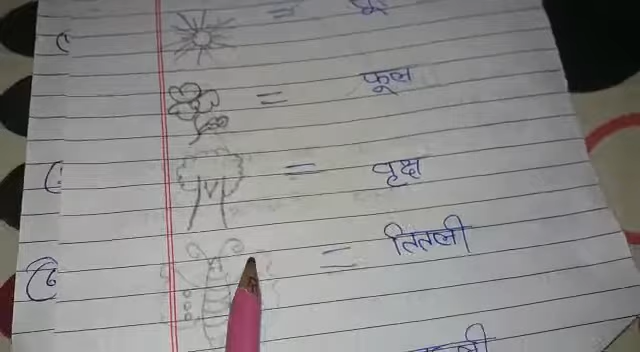 =
= फूल
= वृक्ष
= तितली